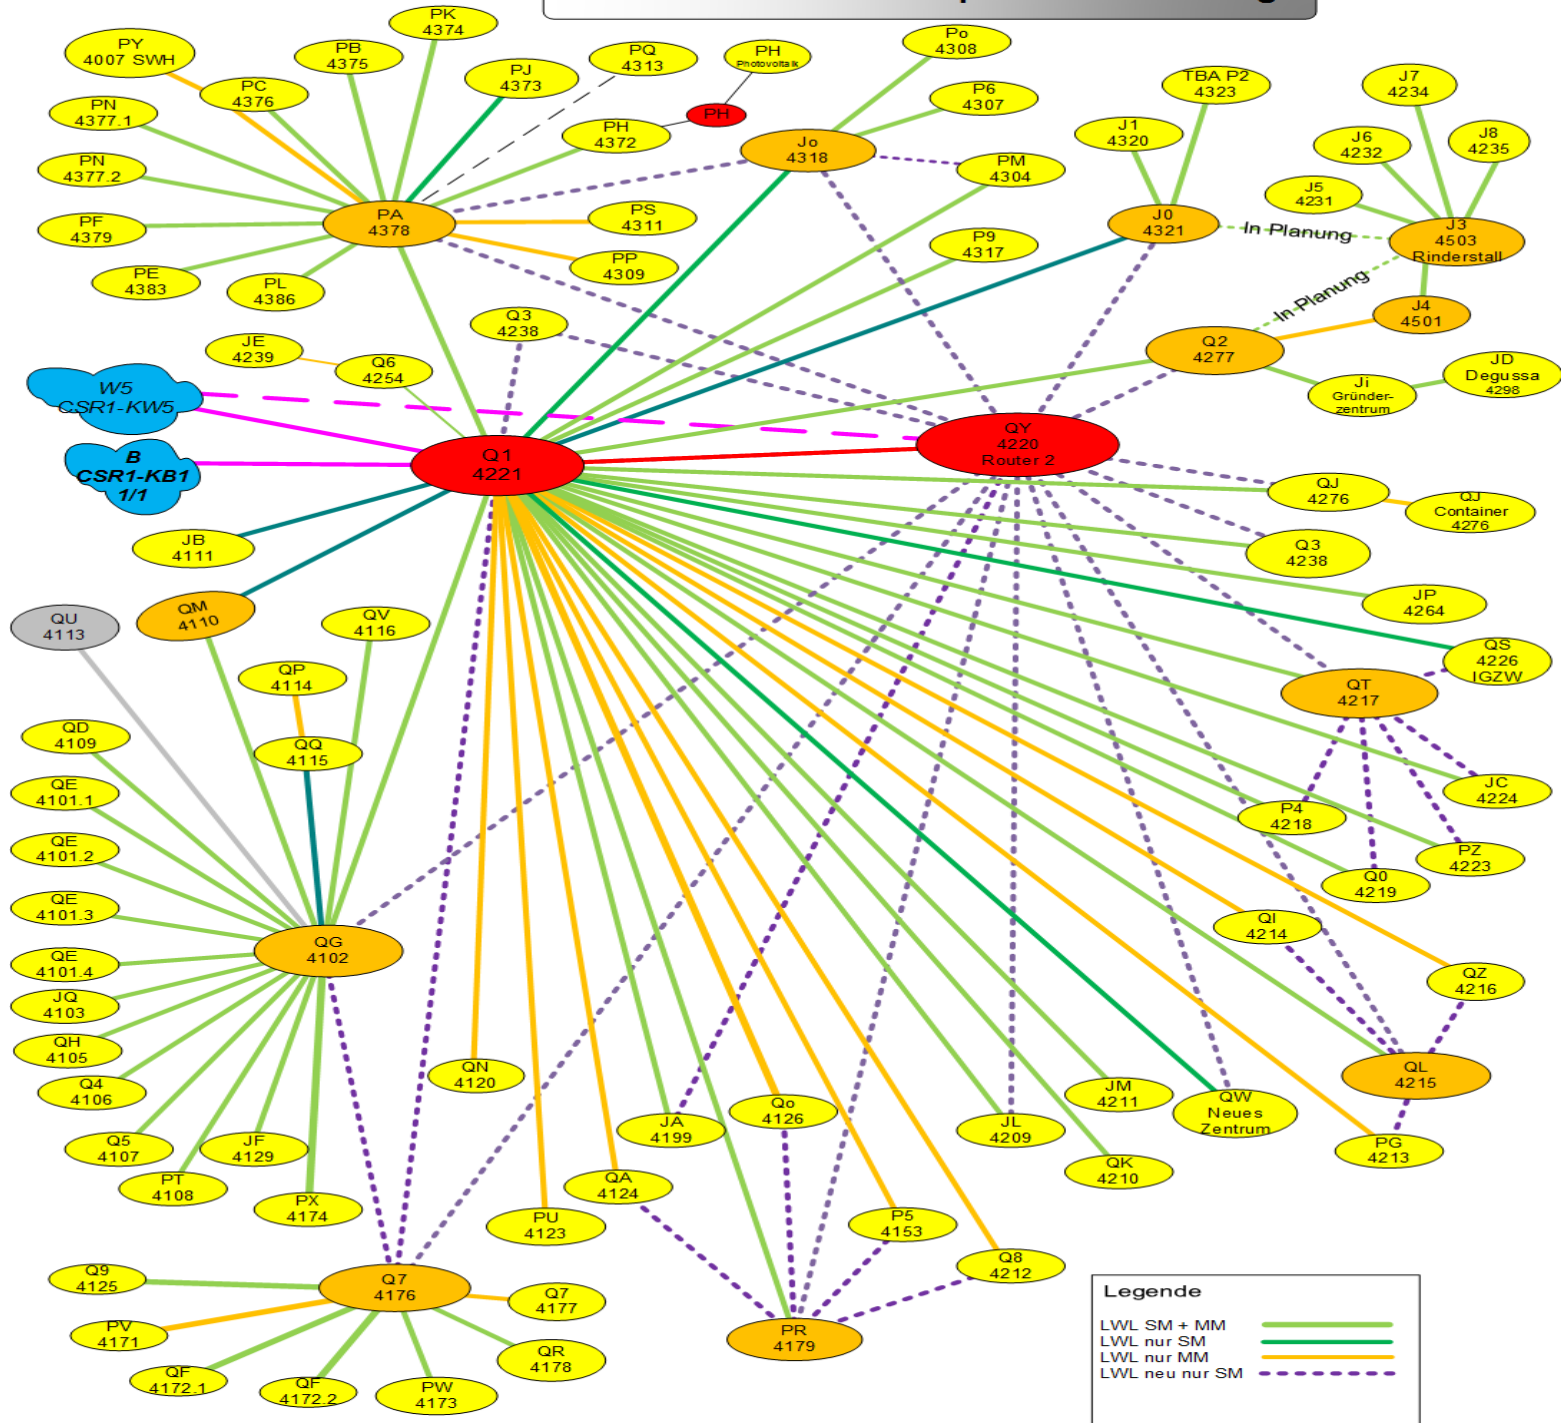 PY
4007 SWH
PC
4376
PB
4375
PK
4374
PJ
4373
PQ
4313
PH
Photovoltaik
PH
PH
4372
Po
4308
P6
4307
TBA P2
4323
J7
4234
J1
4320
J6
4232
J8
4235
J5
4231
PN
4377.1
PN
4377.2
PF
4379
PE
4383
PL
4386
PA
4378
PS
4311
PP
4309
Jo
4318
PM
4304
P9
4317
J0
4321
In Planung
J3
4503
Rinderstall
In Planung
J4
4501
Q2
4277
Ji
Gründer-
zentrum
JD
Degussa
4298
Q3
4238
JE
4239
Q6
4254
W5
CSR1-KW5
B
CSR1-KB1
1/1
Q1
4221
QY
4220
Router 2
QJ
4276
QJ
Container
4276
Q3
4238
JP
4264
QS
4226
IGZW
QT
4217
JC
4224
P4
4218
PZ
4223
Q0
4219
QI
4214
QZ
4216
QL
4215
PG
4213
JB
4111
QM
4110
QU
4113
QV
4116
QP
4114
QQ
4115
QD
4109
QE
4101.1
QE
4101.2
QE
4101.3
QE
4101.4
JQ
4103
QH
4105
Q4
4106
Q5
4107
PT
4108
JF
4129
PX
4174
QG
4102
QN
4120
PU
4123
QA
4124
JA
4199
Qo
4126
P5
4153
Q8
4212
JL
4209
JM
4211
QK
4210
QW
Neues
Zentrum
PR
4179
Q9
4125
PV
4171
QF
4172.1
QF
4172.2
PW
4173
QR
4178
Q7
4177
Q7
4176
Legende
LWL SM + MM
LWL nur SM
LWL nur MM
LWL neu nur SM